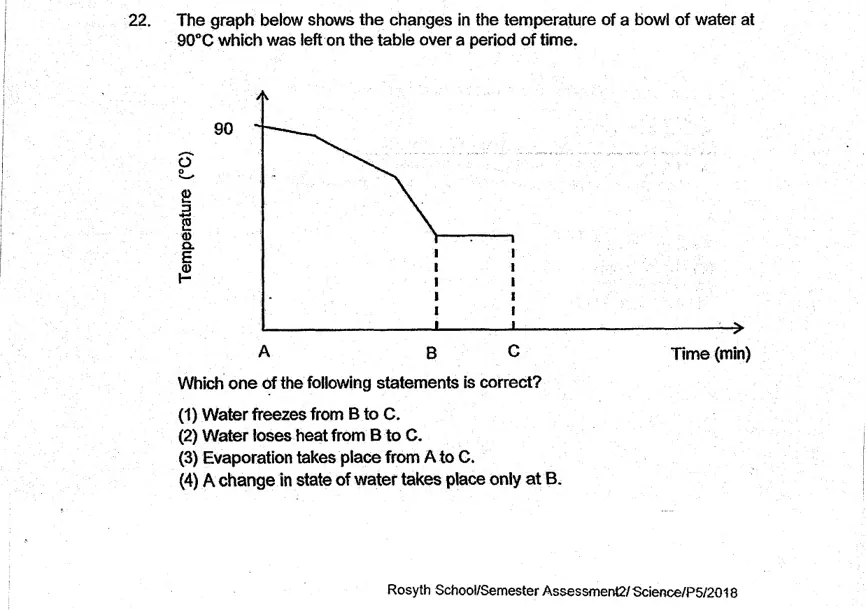 22. The graph below shows the changes in the temperature of a bowl of water at
90°C which was left on the table over a period of time.
90
Temperature (°C)
A B C Time (min)
Which one of the following statements is correct?
(1) Water freezes from B to C.
(2) Water loses heat from B to C.
(3) Evaporation takes place from A to C.
(4) A change in state of water takes place only at B.
Rosyth School/Semester Assessment2/ Science/P5/2018